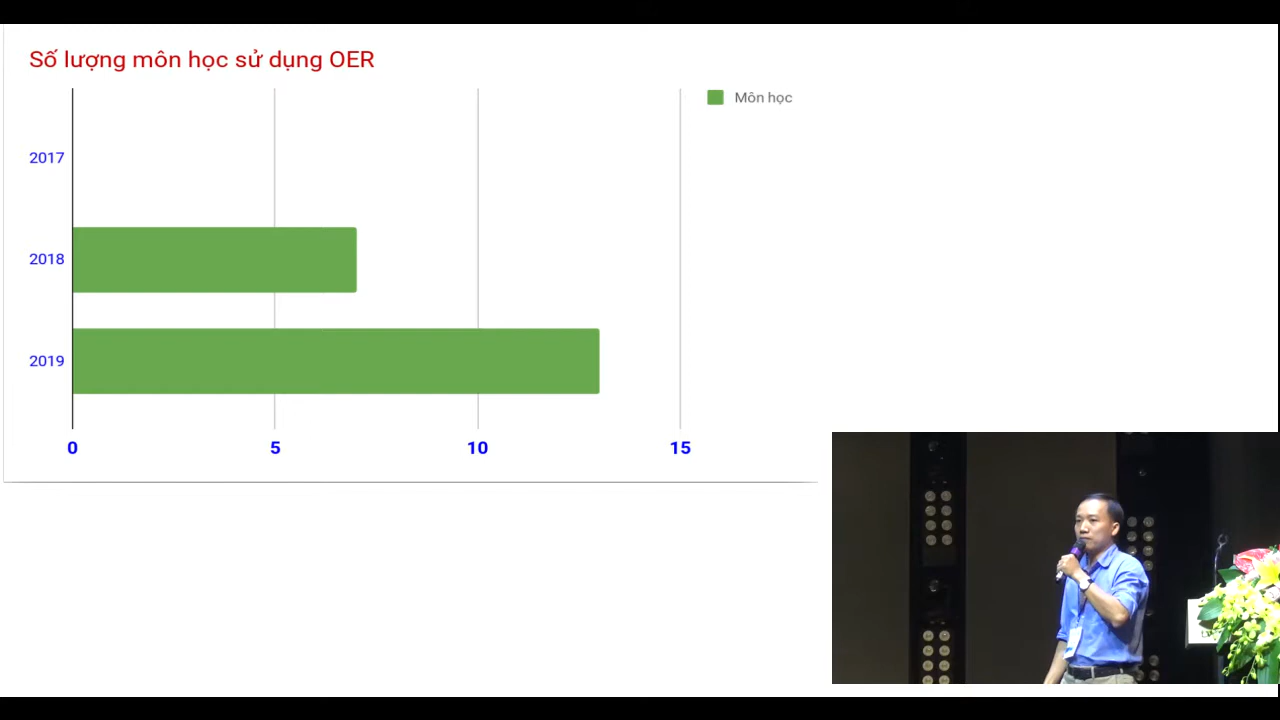 Số lượng môn học sử dụng OER
Môn học
2017
2018
2019
0 5 10 15